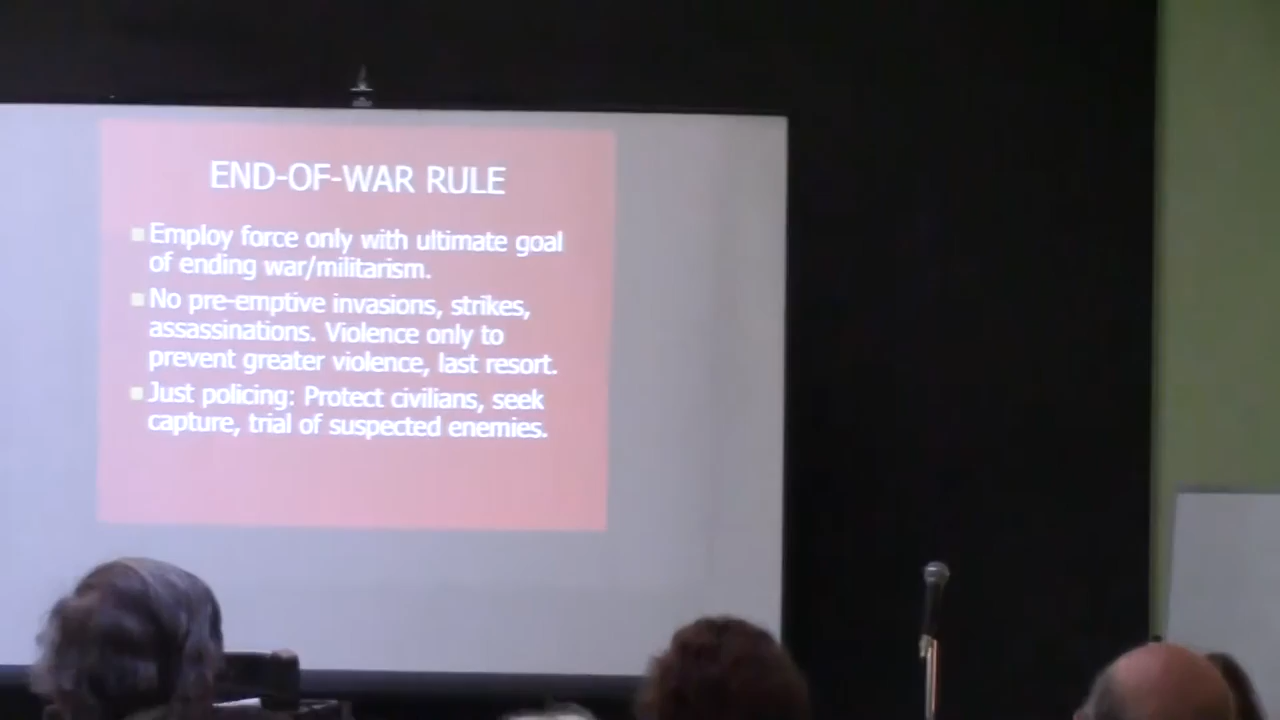 END-OF-WAR RULE
Employ force only with ultimate goal
of ending war/militarism.
No pre-emptive invasions, strikes,
assassinations. Violence only to
prevent greater violence, last resort.
Just policing: Protect civilians, seek
capture, trial of suspected enemies.